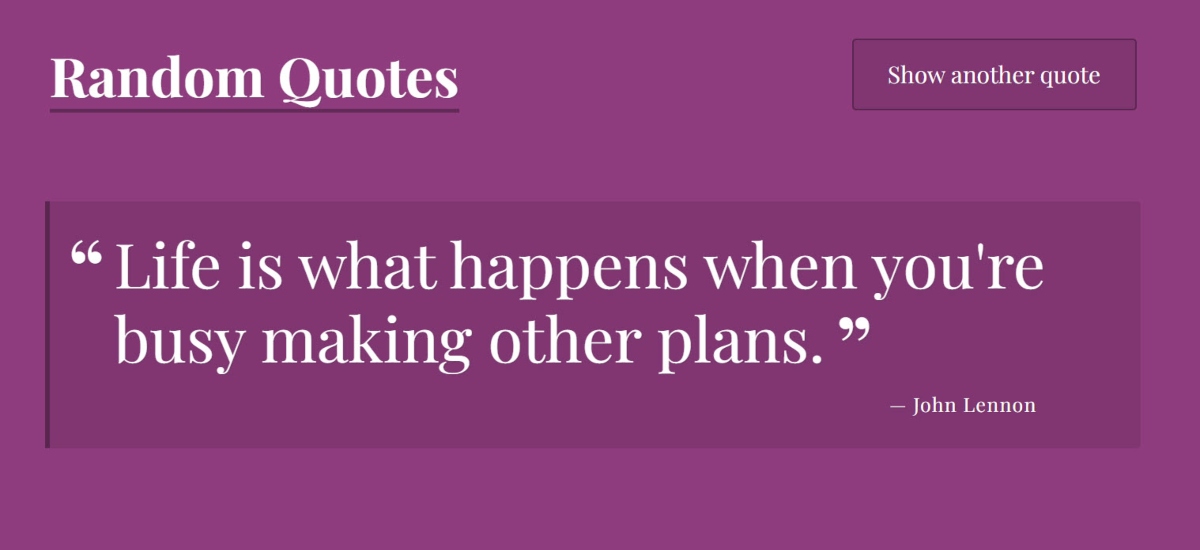 Random Quotes
Show another quote
“ Life is what happens when you're
busy making other plans. ”
— John Lennon